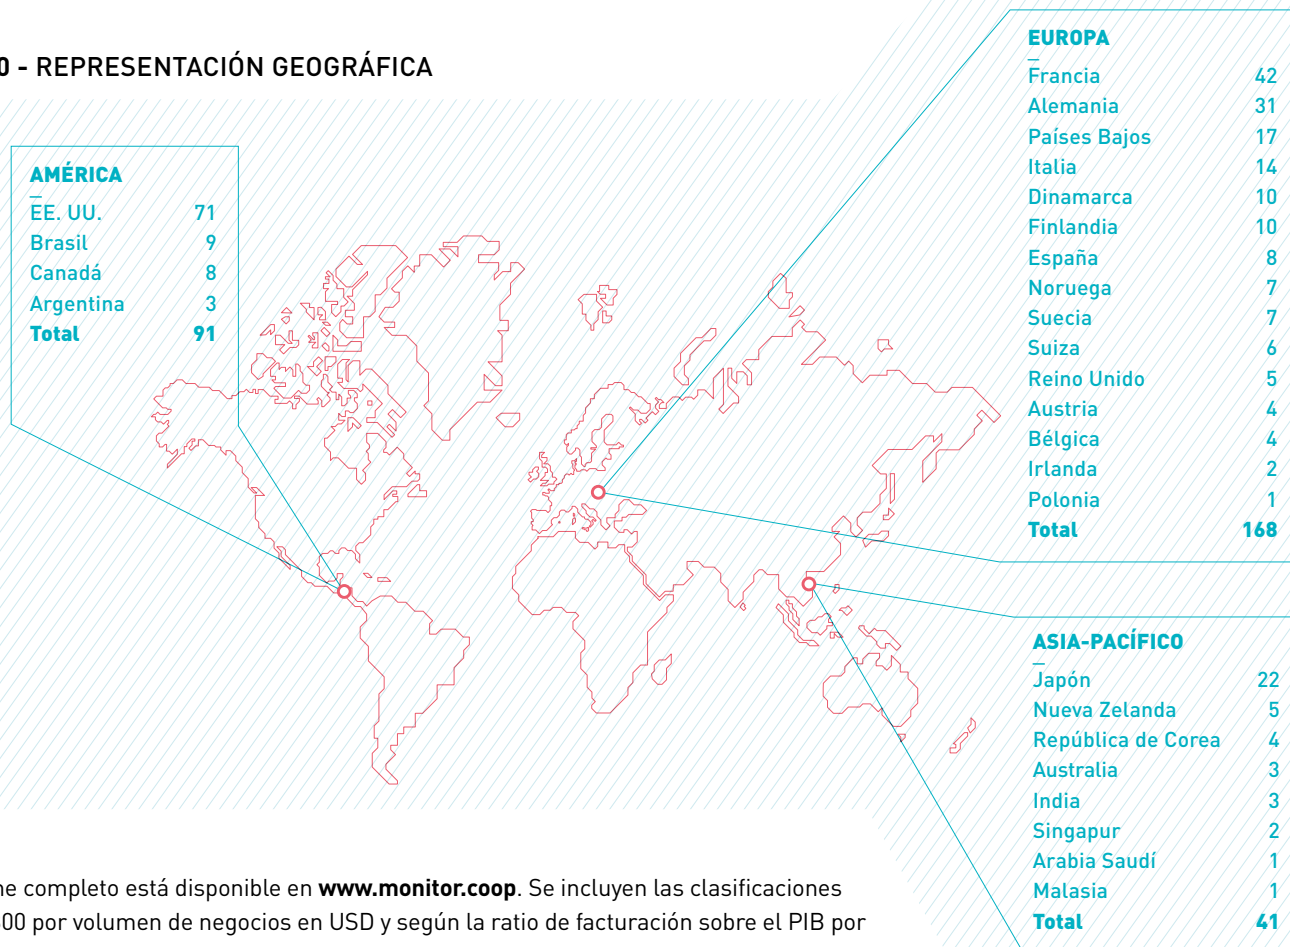 0 - REPRESENTACIÓN GEOGRÁFICA
AMÉRICA
EE. UU. 71
Brasil 9
Canadá 8
Argentina 3
Total 91
EUROPA
Francia 42
Alemania 31
Países Bajos 17
Italia 14
Dinamarca 10
Finlandia 10
España 8
Noruega 7
Suecia 7
Suiza 6
Reino Unido 5
Austria 4
Bélgica 4
Irlanda 2
Polonia 1
Total 168
ASIA-PACÍFICO
Japón 22
Nueva Zelanda 5
República de Corea 4
Australia 3
India 3
Singapur 2
Arabia Saudí 1
Malasia 1
Total 41
me completo está disponible en www.monitor.coop. Se incluyen las clasificaciones
00 por volumen de negocios en USD y según la ratio de facturación sobre el PIB por